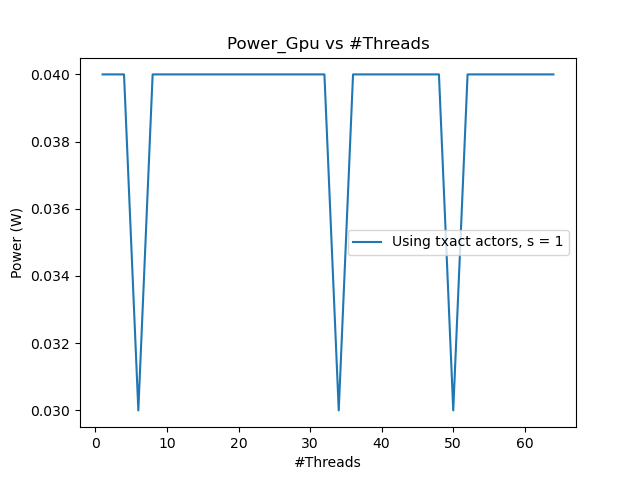 Power_Gpu vs #Threads
Power (W)
0.040
0.038
0.036
0.034
0.032
0.030
Using txact actors, s = 1
0 10 20 30 40 50 60
#Threads